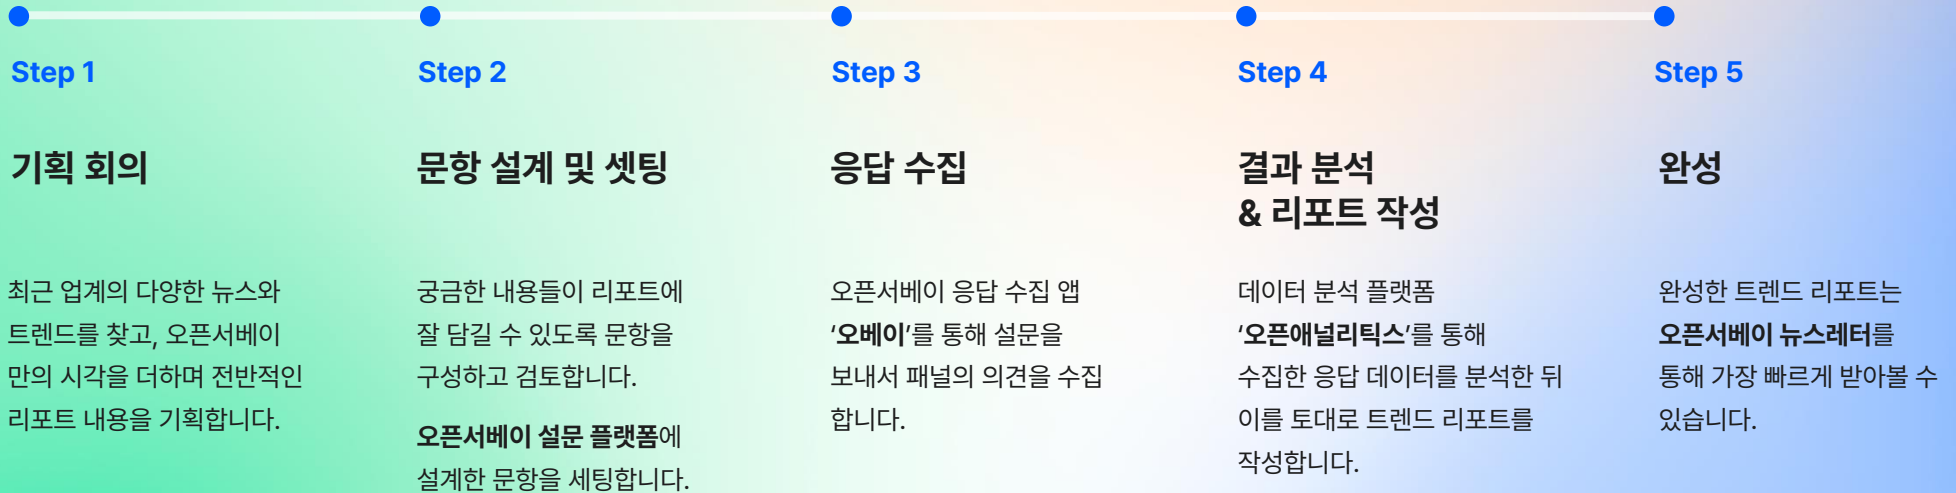 Step 1
기획 회의
최근 업계의 다양한 뉴스와
트렌드를 찾고, 오픈서베이
만의 시각을 더하며 전반적인
리포트 내용을 기획합니다.
Step 2
문항 설계 및 셋팅
궁금한 내용들이 리포트에
잘 담길 수 있도록 문항을
구성하고 검토합니다.
오픈서베이 설문 플랫폼에
설계한 문항을 세팅합니다.
Step 3
응답 수집
오픈서베이 응답 수집 앱
‘오베이’를 통해 설문을
보내서 패널의 의견을 수집
합니다.
Step 4
결과 분석
& 리포트 작성
데이터 분석 플랫폼
‘오픈애널리틱스’를 통해
수집한 응답 데이터를 분석한 뒤
이를 토대로 트렌드 리포트를
작성합니다.
Step 5
완성
완성한 트렌드 리포트는
오픈서베이 뉴스레터를
통해 가장 빠르게 받아볼 수
있습니다.